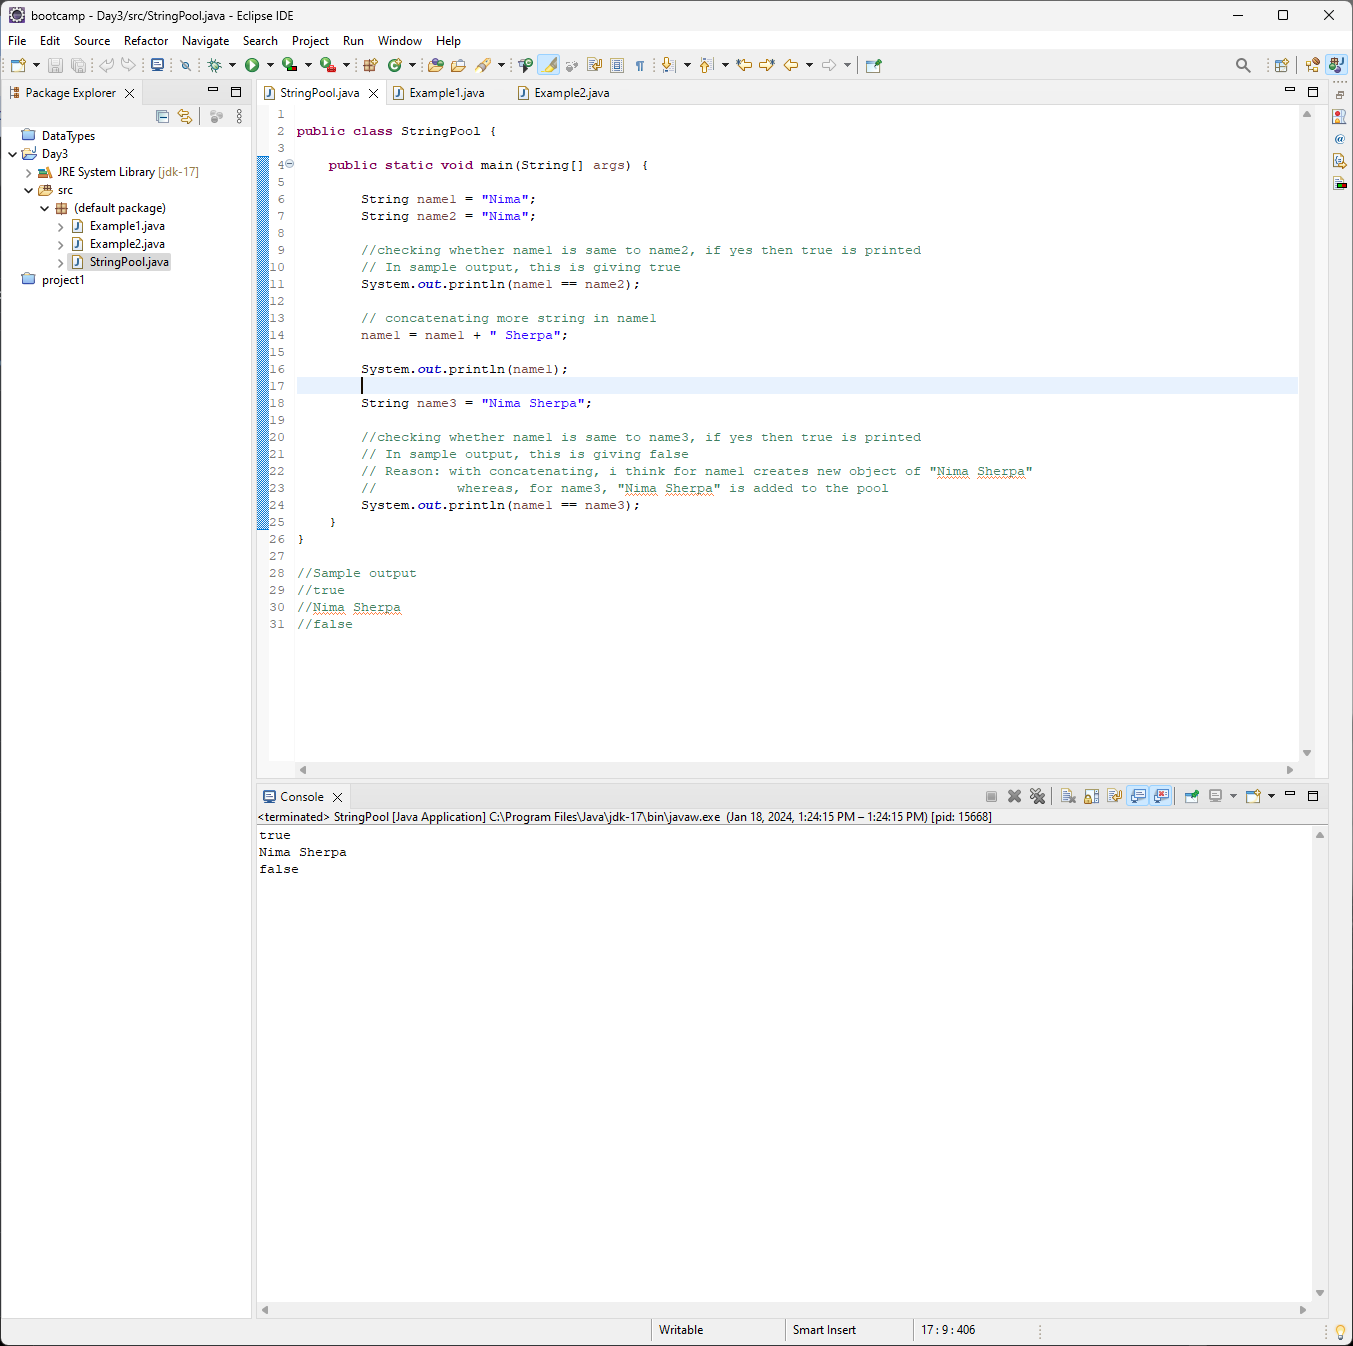 bootcamp - Day3/src/StringPool.java - Eclipse IDE
File Edit Source Refactor Navigate Search Project Run Window Help
Package Explorer
DataTypes
Day3
JRE System Library [jdk-17]
src
(default package)
Example1.java
Example2.java
StringPool.java
project1
StringPool.java Example1.java Example2.java
1
2 public class StringPool {
3
4 public static void main(String[] args) {
5
6 String name1 = "Nima";
7 String name2 = "Nima";
8
9 //checking whether name1 is same to name2, if yes then true is printed
10 // In sample output, this is giving true
11 System.out.println(name1 == name2);
12
13 // concatenating more string in name1
14 name1 = name1 + " Sherpa";
15
16 System.out.println(name1);
17
18 String name3 = "Nima Sherpa";
19
20 //checking whether name1 is same to name3, if yes then true is printed
21 // In sample output, this is giving false
22 // Reason: with concatenating, i think for name1 creates new object of "Nima Sherpa"
23 // whereas, for name3, "Nima Sherpa" is added to the pool
24 System.out.println(name1 == name3);
25 }
26 }
27
28 //Sample output
29 //true
30 //Nima Sherpa
31 //false
Console
<terminated> StringPool [Java Application] C:\Program Files\Java\jdk-17\bin\javaw.exe (Jan 18, 2024, 1:24:15 PM – 1:24:15 PM) [pid: 15668]
true
Nima Sherpa
false
Writable Smart Insert 17 : 9 : 406